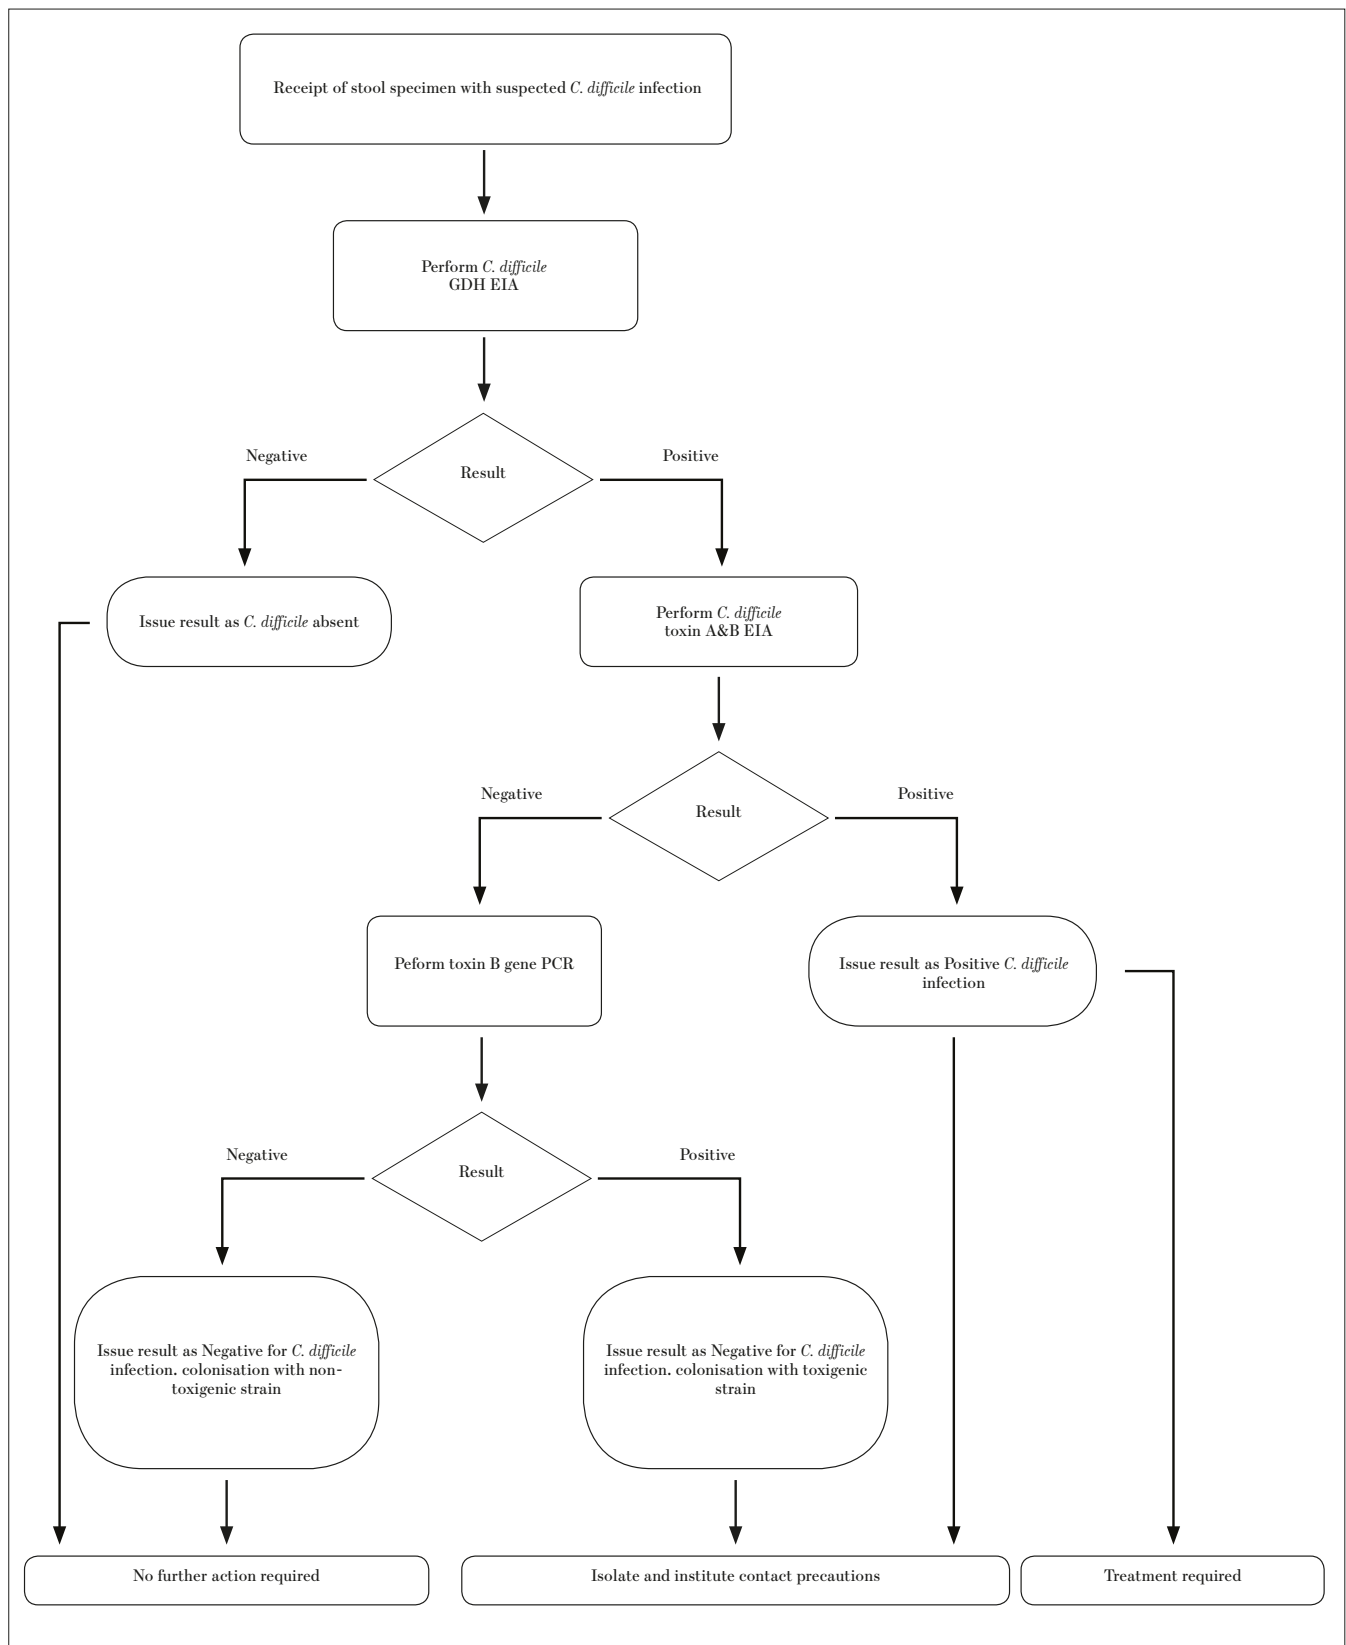 Receipt of stool specimen with suspected C. difficile infection
Perform C. difficile
GDH EIA
Negative
Result
Positive
Issue result as C. difficile absent
Perform C. difficile
toxin A&B EIA
Negative
Result
Positive
Peform toxin B gene PCR
Issue result as Positive C. difficile
infection
Negative
Result
Positive
Issue result as Negative for C. difficile
infection. colonisation with non-
toxigenic strain
Issue result as Negative for C. difficile
infection. colonisation with toxigenic
strain
No further action required
Isolate and institute contact precautions
Treatment required